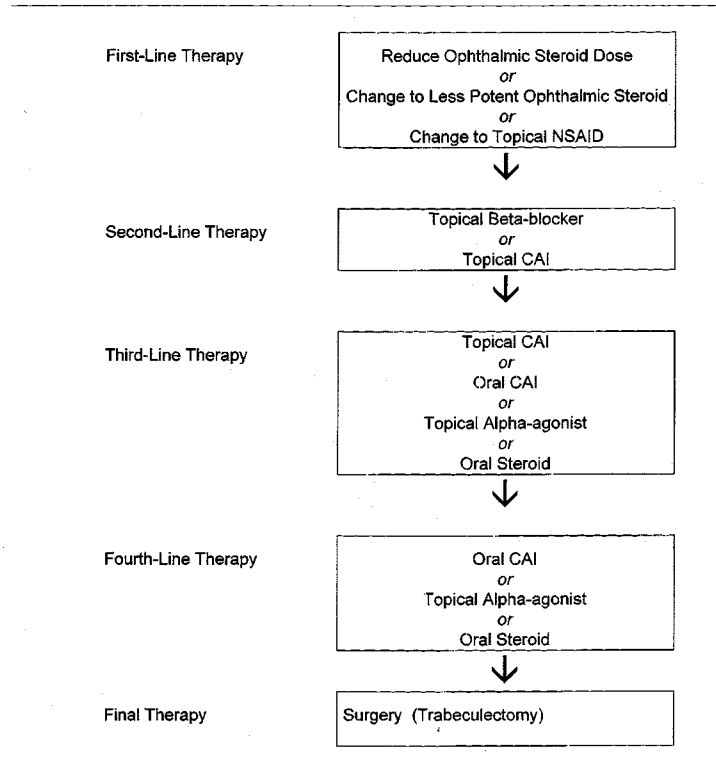 First-Line Therapy
Reduce Ophthalmic Steroid Dose
or
Change to Less Potent Ophthalmic Steroid
or
Change to Topical NSAID
Second-Line Therapy
Topical Beta-blocker
or
Topical CAI
Third-Line Therapy
Topical CAI
or
Oral CAI
or
Topical Alpha-agonist
or
Oral Steroid
Fourth-Line Therapy
Oral CAI
or
Topical Alpha-agonist
or
Oral Steroid
Final Therapy
Surgery (Trabeculectomy)